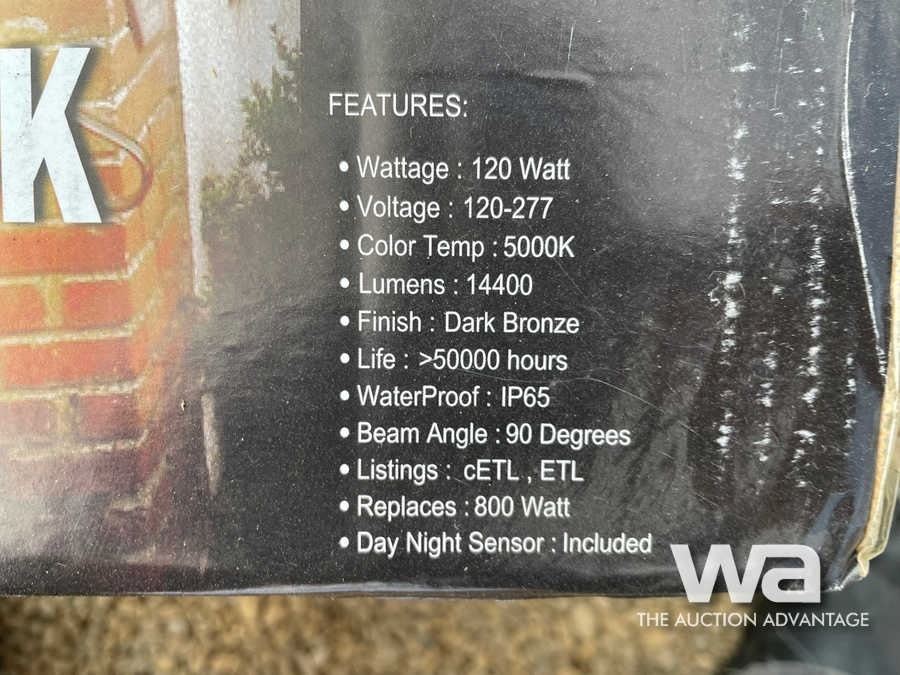 K
FEATURES:
• Wattage : 120 Watt
• Voltage : 120-277
• Color Temp : 5000K
• Lumens : 14400
• Finish : Dark Bronze
• Life : >50000 hours
• WaterProof : IP65
• Beam Angle : 90 Degrees
• Listings : cETL , ETL
• Replaces : 800 Watt
• Day Night Sensor : Included
wa
THE AUCTION ADVANTAGE